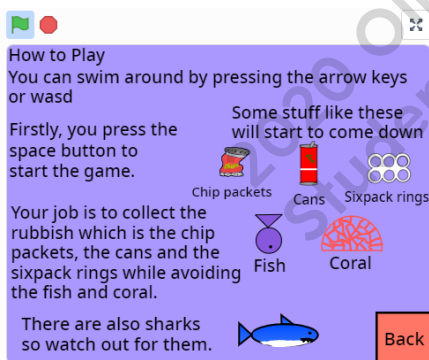 How to Play
You can swim around by pressing the arrow keys
or wasd
Firstly, you press the
space button to
start the game.
Some stuff like these
will start to come down
Chip packets
Cans
Sixpack rings
Your job is to collect the
rubbish which is the chip
packets, the cans and the
sixpack rings while avoiding
the fish and coral.
Fish
Coral
There are also sharks
so watch out for them.
Back
2020